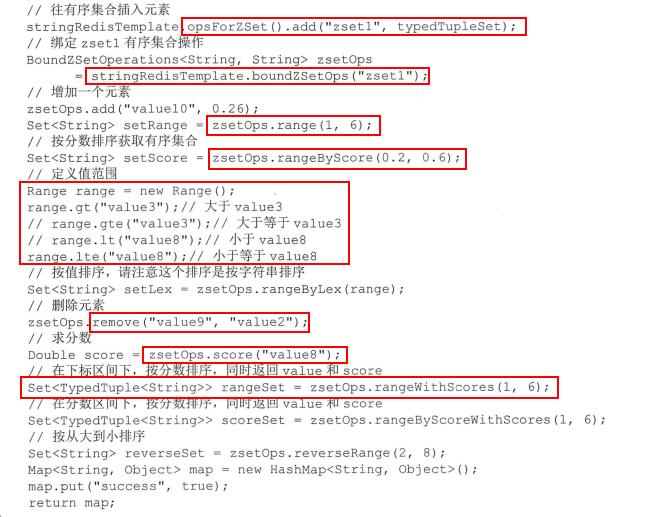 // 往有序集合插入元素
stringRedisTemplate.opsForZSet().add("zset1", typedTupleSet);
// 绑定 zset1 有序集合操作
BoundZSetOperations<String, String> zsetOps
= stringRedisTemplate.boundZSetOps("zset1");
// 增加一个元素
zsetOps.add("value10", 0.26);
Set<String> setRange = zsetOps.range(1, 6);
// 按分数排序获取有序集合
Set<String> setScore = zsetOps.rangeByScore(0.2, 0.6);
// 定义值范围
Range range = new Range();
range.gt("value3");// 大于 value3
// range.gte("value3");// 大于等于 value3
// range.lt("value8");// 小于 value8
range.lte("value8");// 小于等于 value8
// 按值排序，请注意这个排序是按字符串排序
Set<String> setLex = zsetOps.rangeByLex(range);
// 删除元素
zsetOps.remove("value9", "value2");
// 求分数
Double score = zsetOps.score("value8");
// 在下标区间下，按分数排序，同时返回 value 和 score
Set<TypedTuple<String>> rangeSet = zsetOps.rangeWithScores(1, 6);
// 在分数区间下，按分数排序，同时返回 value 和 score
Set<TypedTuple<String>> scoreSet = zsetOps.rangeByScoreWithScores(1, 6);
// 按从大到小排序
Set<String> reverseSet = zsetOps.reverseRange(2, 8);
Map<String, Object> map = new HashMap<String, Object>();
map.put("success", true);
return map;